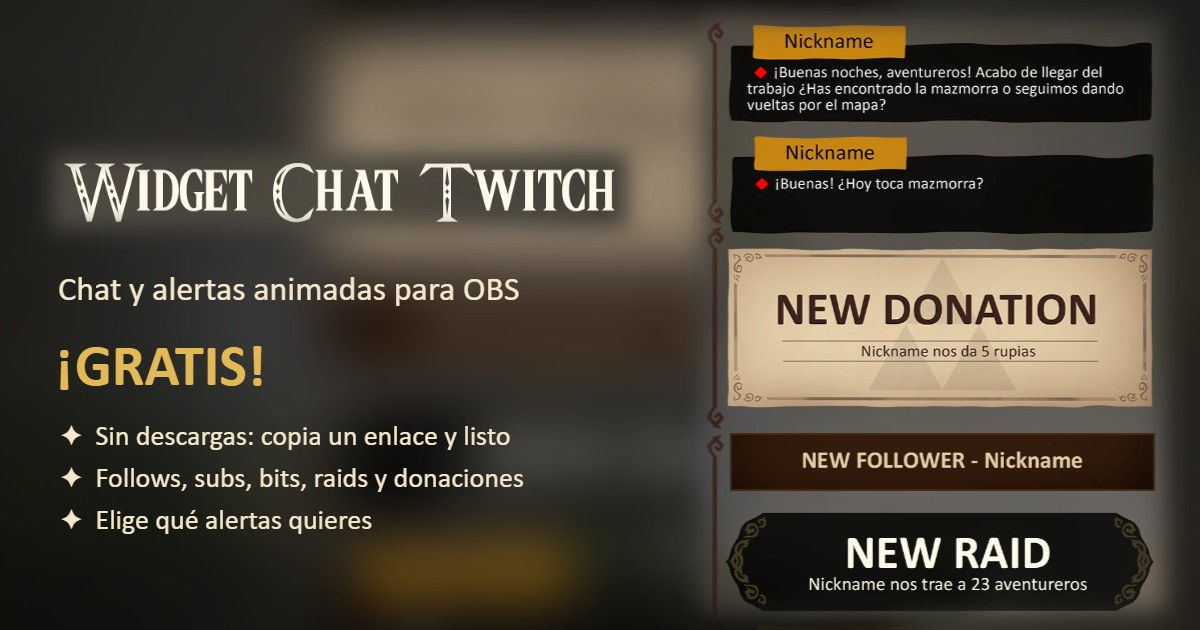 Widget Chat Twitch
Chat y alertas animadas para OBS
¡GRATIS!
Sin descargas: copia un enlace y listo
Follows, subs, bits, raids y donaciones
Elige qué alertas quieres
Nickname
¡Buenas noches, aventureros! Acabo de llegar del
trabajo ¿Has encontrado la mazmorra o seguimos dando
vueltas por el mapa?
Nickname
¡Buenas! ¿Hoy toca mazmorra?
NEW DONATION
Nickname nos da 5 rupias
NEW FOLLOWER - Nickname
NEW RAID
Nickname nos trae a 23 aventureros